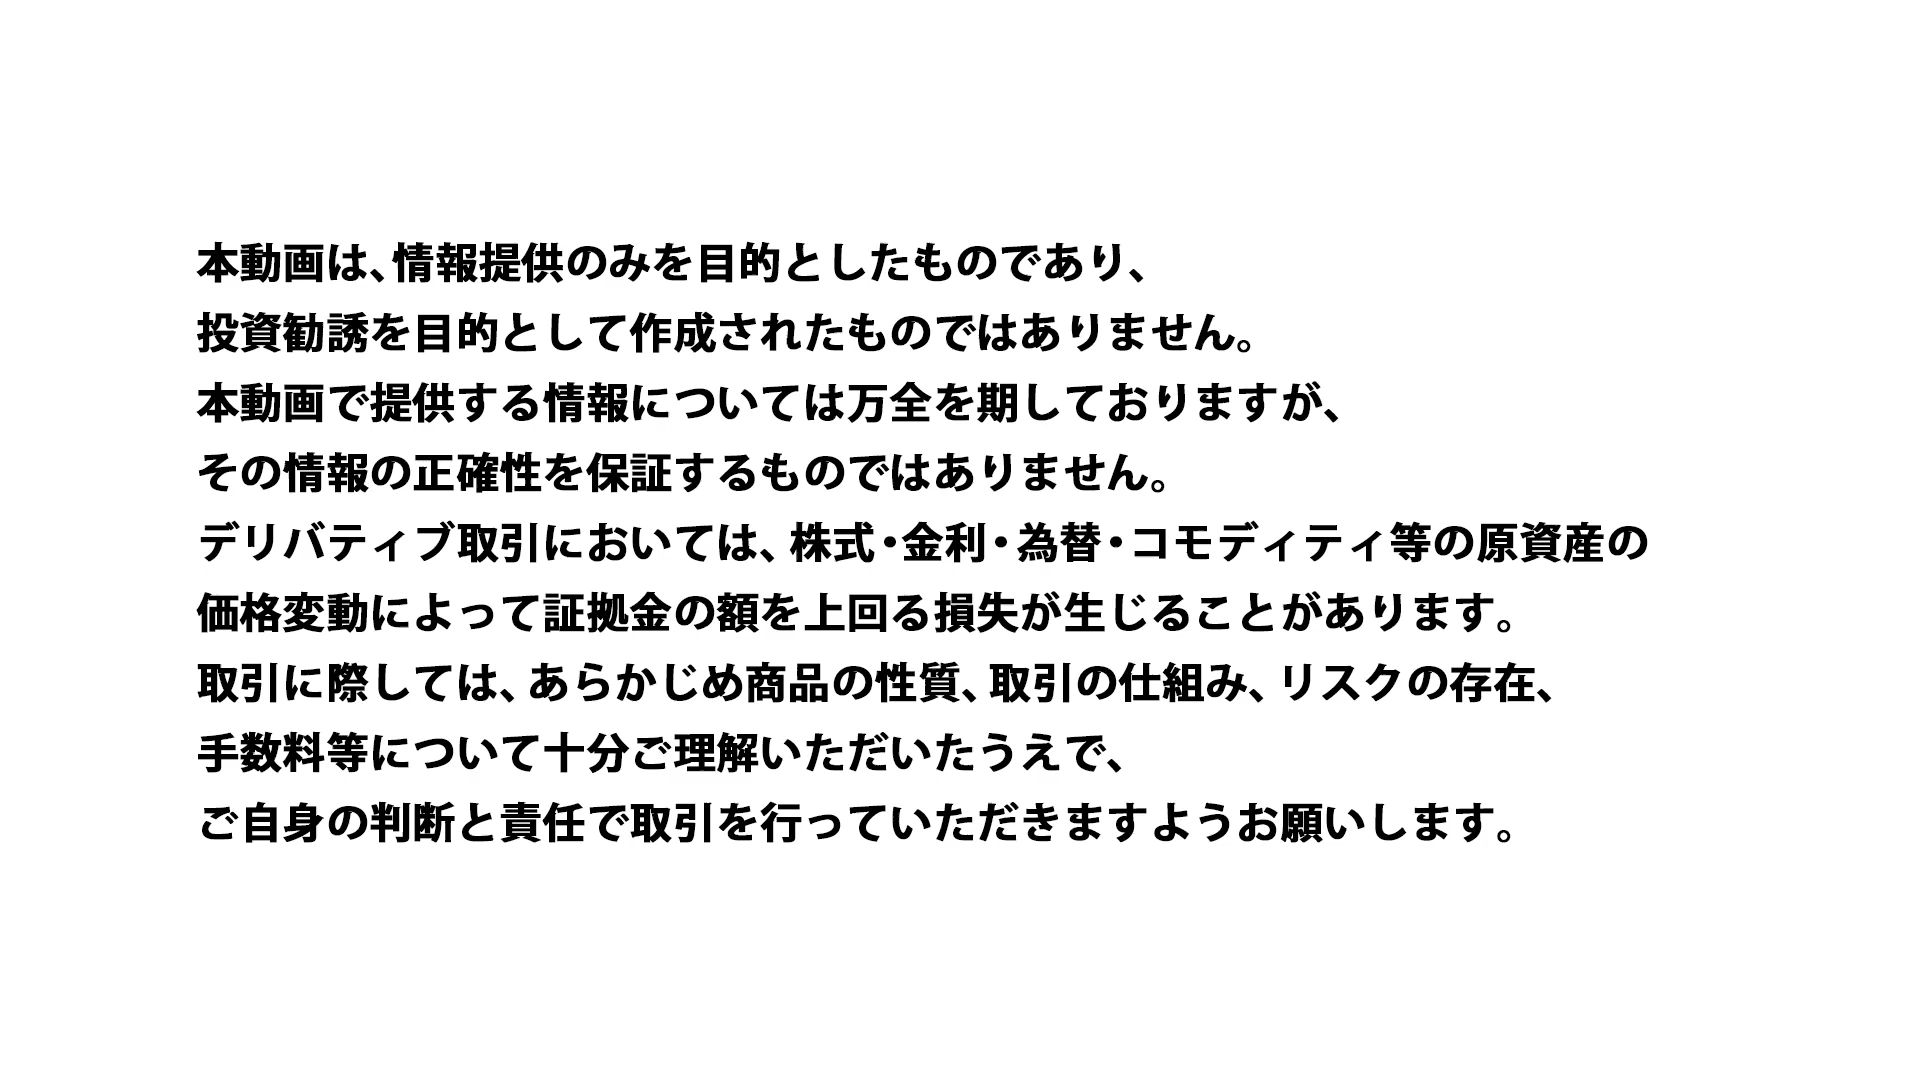 本動画は、情報提供のみを目的としたものであり、
投資勧誘を目的として作成されたものではありません。
本動画で提供する情報については万全を期しておりますが、
その情報の正確性を保証するものではありません。
デリバティブ取引においては、株式・金利・為替・コモディティ等の原資産の
価格変動によって証拠金の額を上回る損失が生じることがあります。
取引に際しては、あらかじめ商品の性質、取引の仕組み、リスクの存在、
手数料等について十分ご理解いただいたうえで、
ご自身の判断と責任で取引を行っていただきますようお願いします。